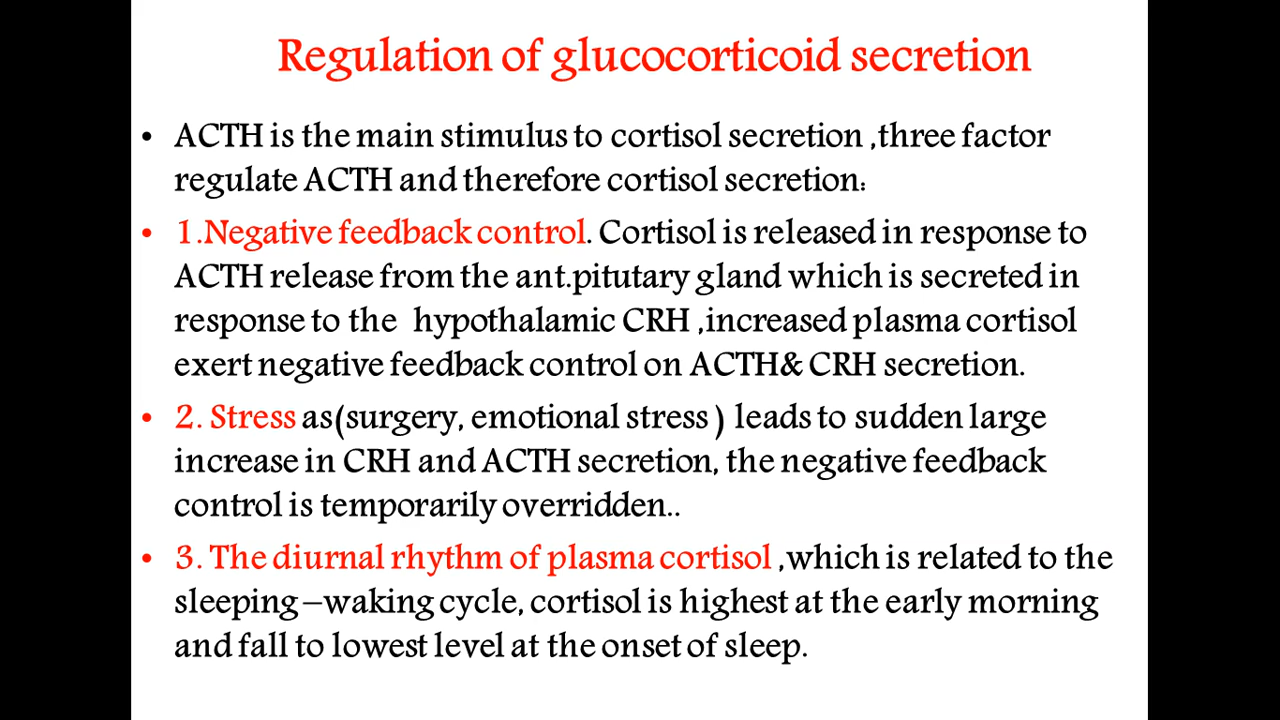 Regulation of glucocorticoid secretion
• ACTH is the main stimulus to cortisol secretion ,three factor
regulate ACTH and therefore cortisol secretion:
• 1.Negative feedback control. Cortisol is released in response to
ACTH release from the ant.pitutary gland which is secreted in
response to the hypothalamic CRH ,increased plasma cortisol
exert negative feedback control on ACTH& CRH secretion.
• 2. Stress as(surgery, emotional stress ) leads to sudden large
increase in CRH and ACTH secretion, the negative feedback
control is temporarily overridden..
• 3. The diurnal rhythm of plasma cortisol ,which is related to the
sleeping –waking cycle, cortisol is highest at the early morning
and fall to lowest level at the onset of sleep.